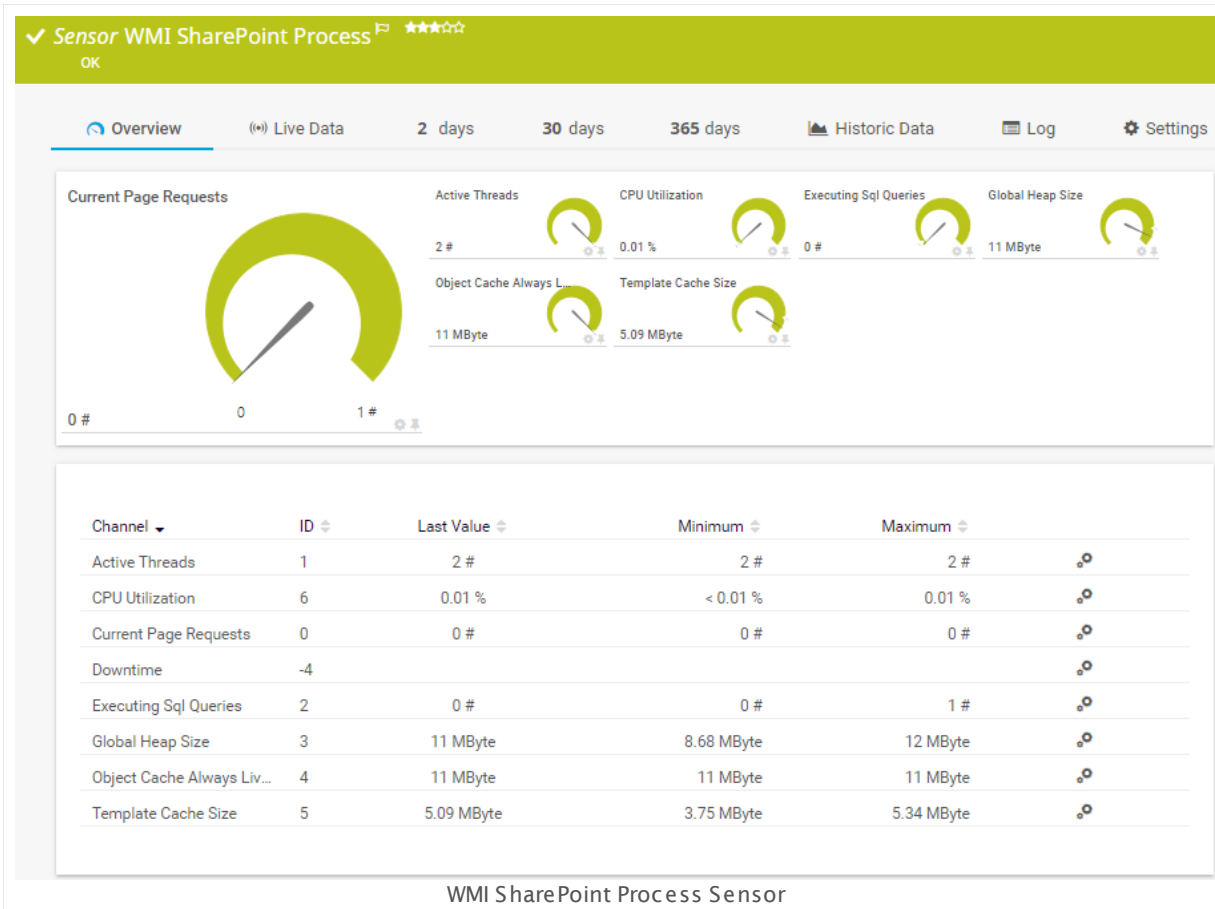 Sensor WMI SharePoint Process
OK
Overview Live Data 2 days 30 days 365 days Historic Data Log Settings
Current Page Requests
0 #
0 1 #
Active Threads
2 #
CPU Utilization
0.01 %
Executing Sql Queries
0 #
Global Heap Size
11 MByte
Object Cache Always L...
11 MByte
Template Cache Size
5.09 MByte
Channel ID Last Value Minimum Maximum
Active Threads 1 2 # 2 # 2 #
CPU Utilization 6 0.01 % < 0.01 % 0.01 %
Current Page Requests 0 0 # 0 # 0 #
Downtime -4
Executing Sql Queries 2 0 # 0 # 1 #
Global Heap Size 3 11 MByte 8.68 MByte 12 MByte
Object Cache Always Liv... 4 11 MByte 11 MByte 11 MByte
Template Cache Size 5 5.09 MByte 3.75 MByte 5.34 MByte
WMI SharePoint Process Sensor